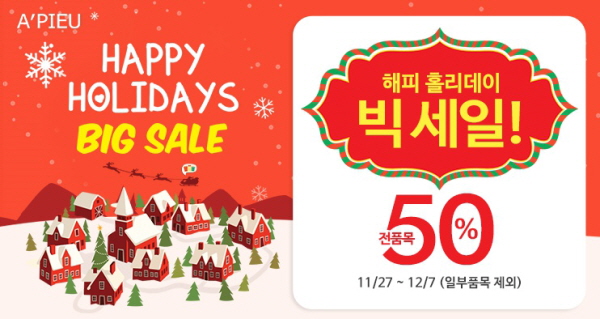 A'PIEU
HAPPY
HOLIDAYS
BIG SALE
해피 홀리데이
빅 세일!
전품목 50%
11/27 ~ 12/7 (일부품목 제외)